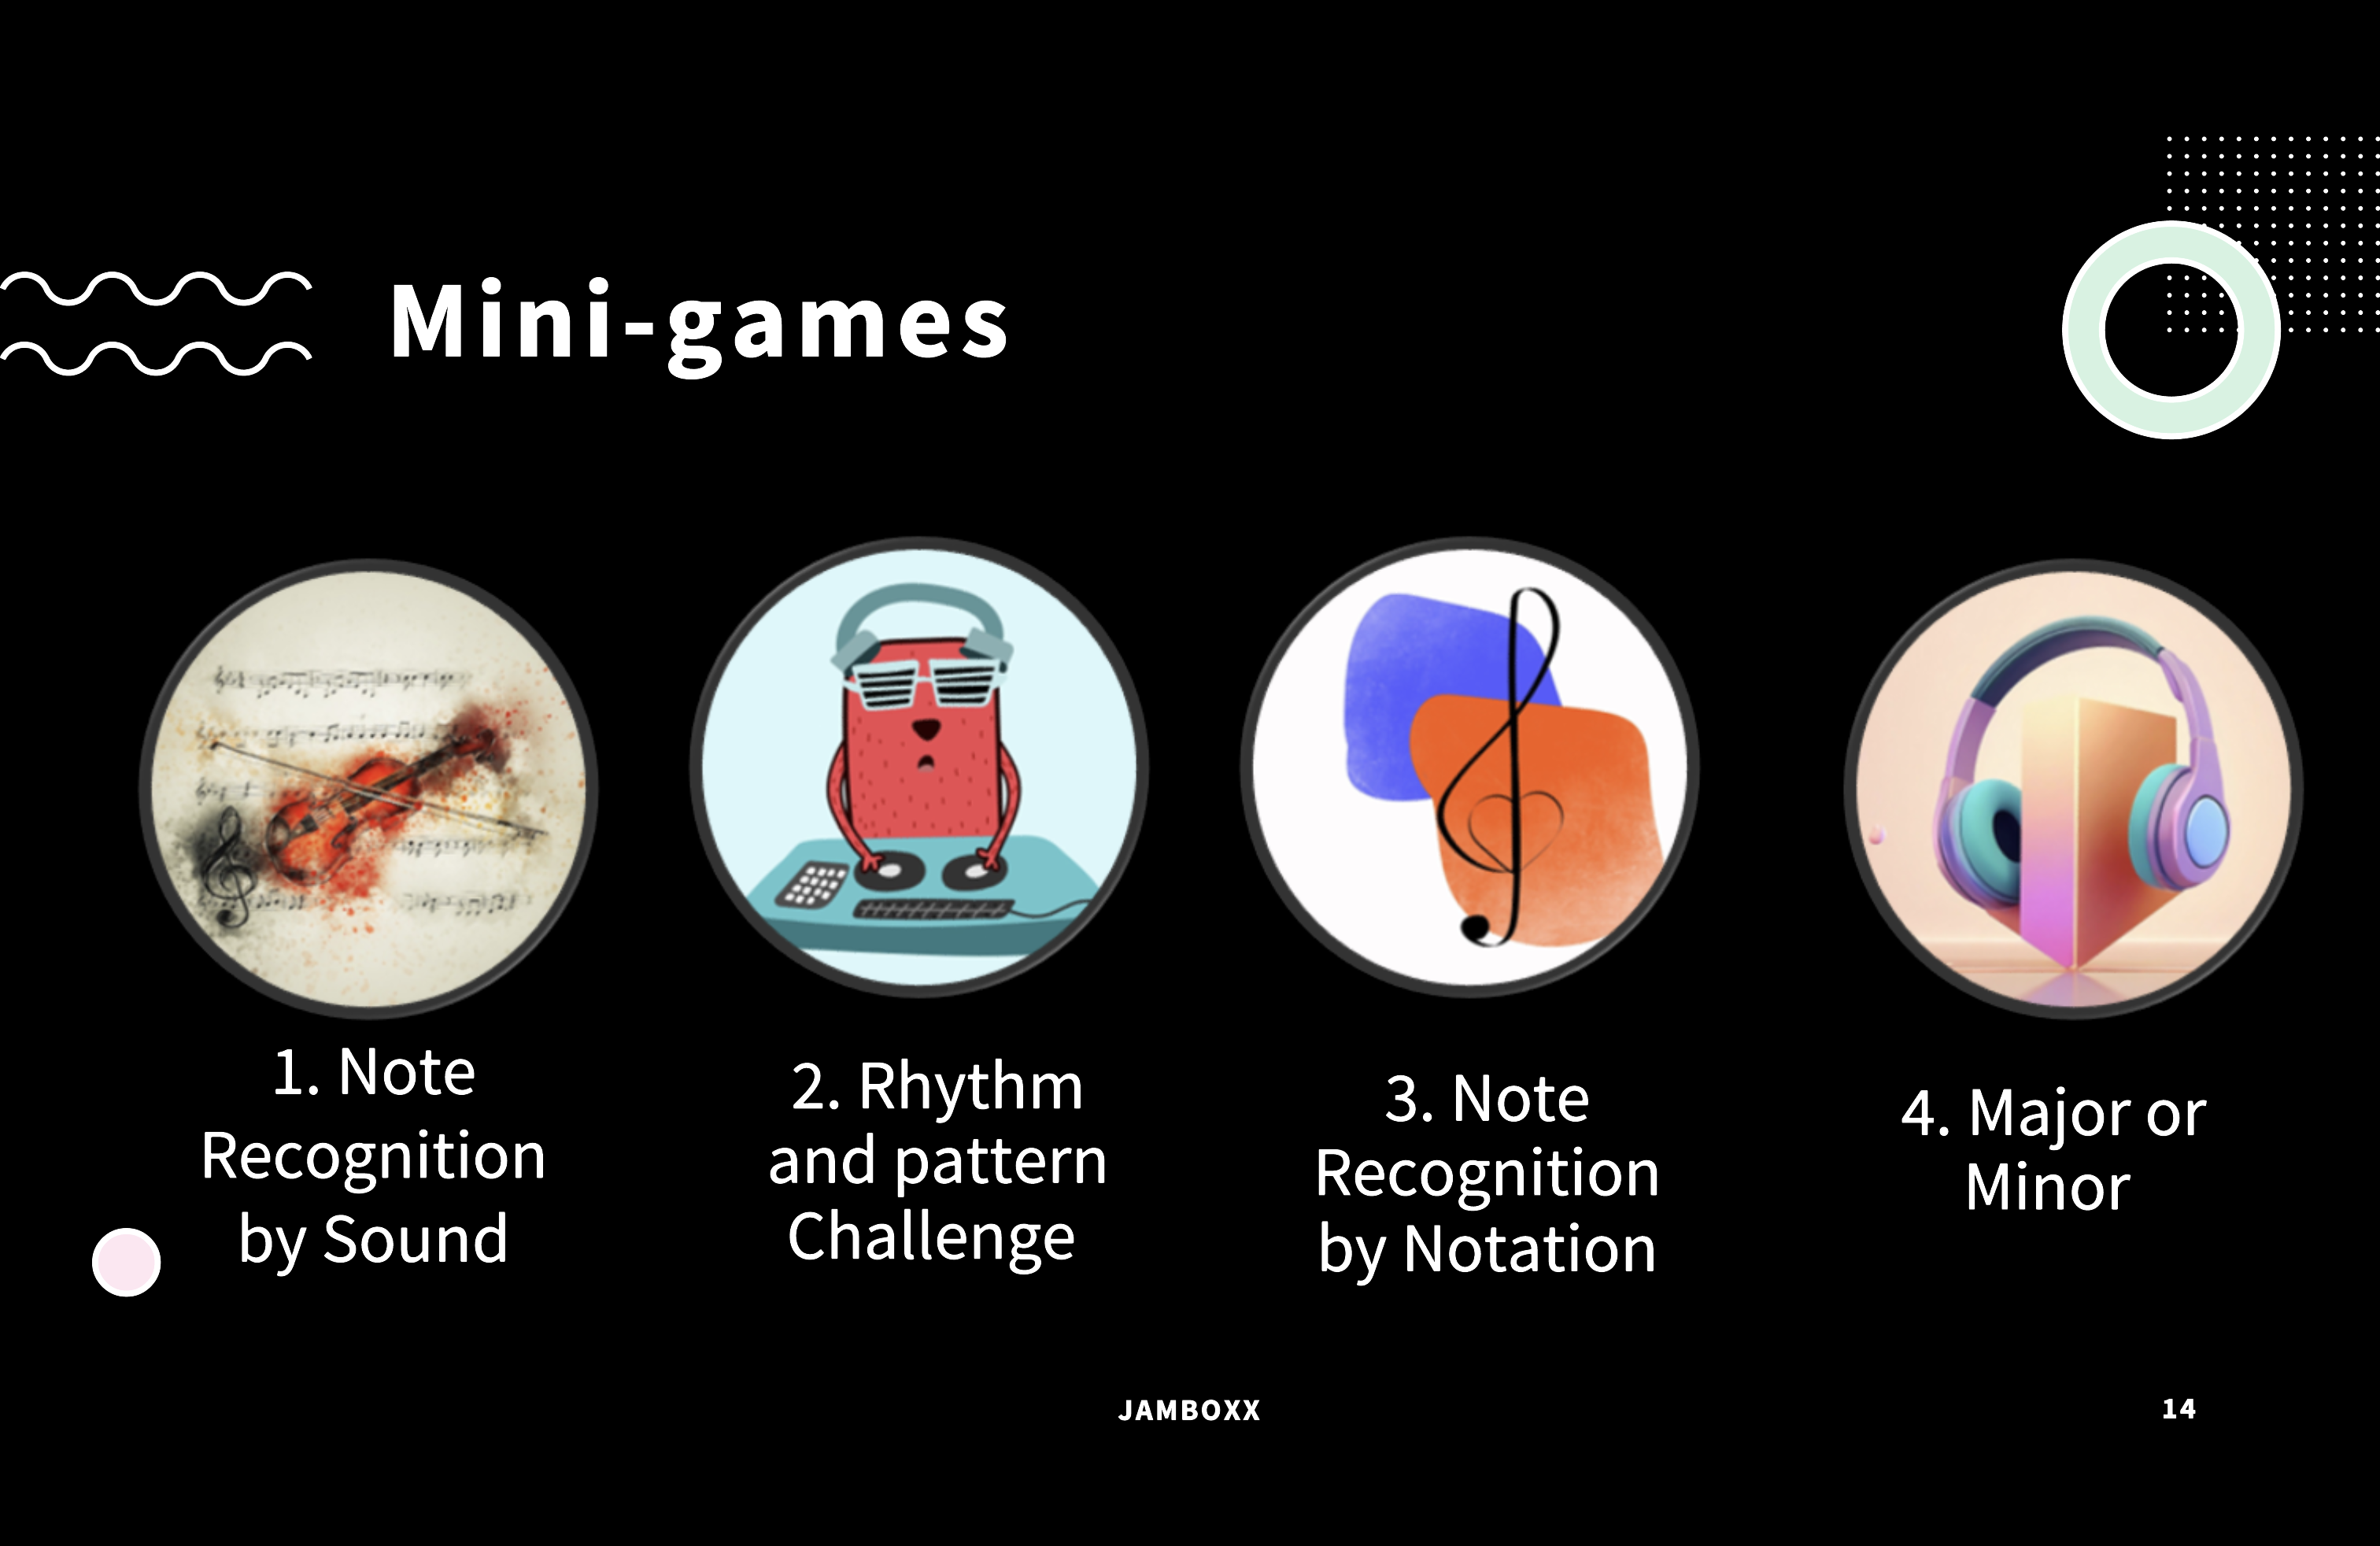 Mini-games
1. Note
Recognition
by Sound
2. Rhythm
and pattern
Challenge
3. Note
Recognition
by Notation
4. Major or
Minor
JAMBOXX
14